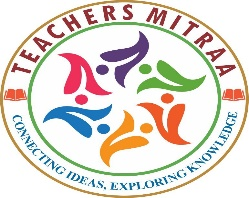 TEACHERS MITRAA
CONNECTING IDEAS, EXPLORING KNOWLEDGE